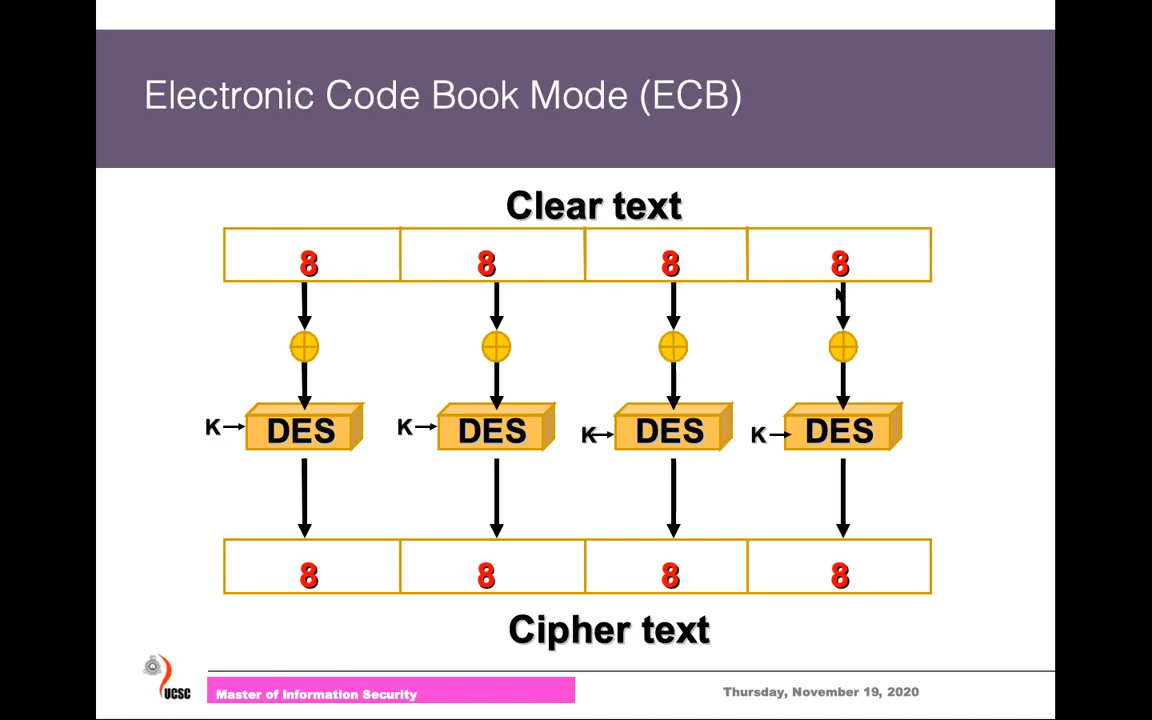 Electronic Code Book Mode (ECB)
Clear text
8 8 8 8
K DES K DES K DES K DES
8 8 8 8
Cipher text
UCSC
Master of Information Security
Thursday, November 19, 2020